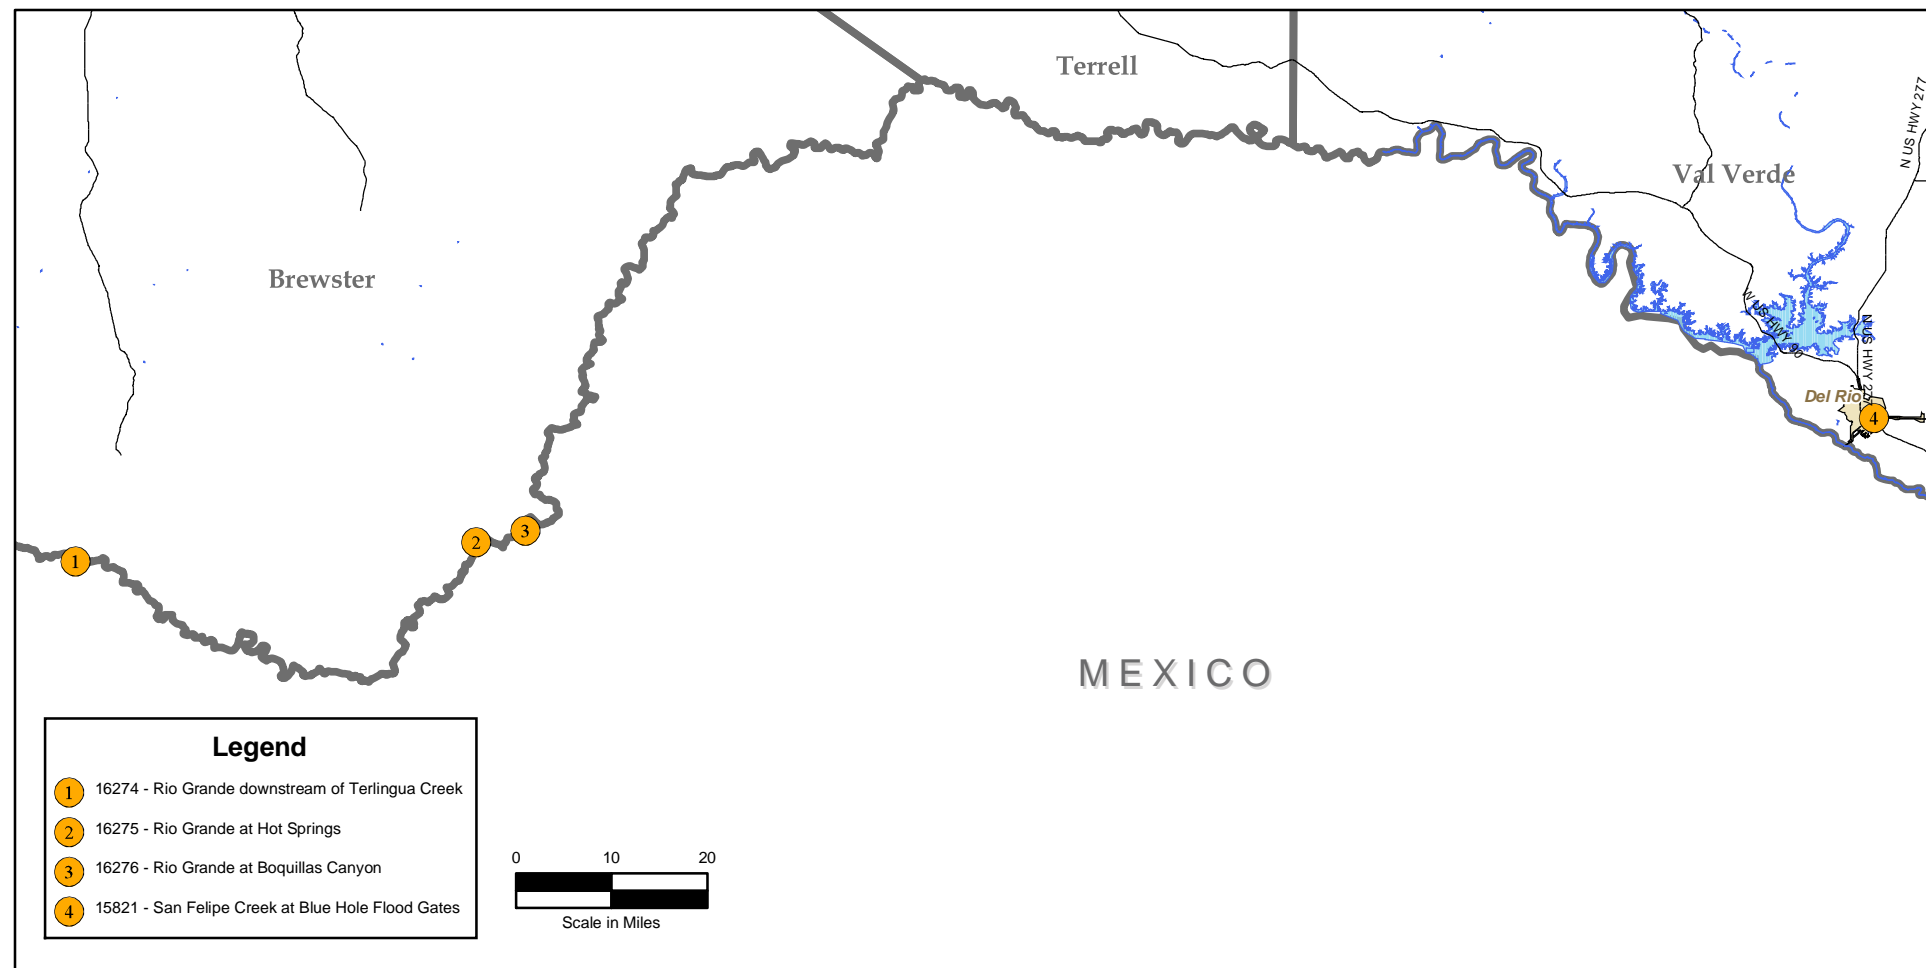 Terrell
N US HWY 277
Val Verde
Brewster
W US HWY 90
N US HWY 27
Del Rio
4
3
2
1
MEXICO
Legend
1 16274 - Rio Grande downstream of Terlingua Creek
2 16275 - Rio Grande at Hot Springs
3 16276 - Rio Grande at Boquillas Canyon
4 15821 - San Felipe Creek at Blue Hole Flood Gates
0 10 20
Scale in Miles